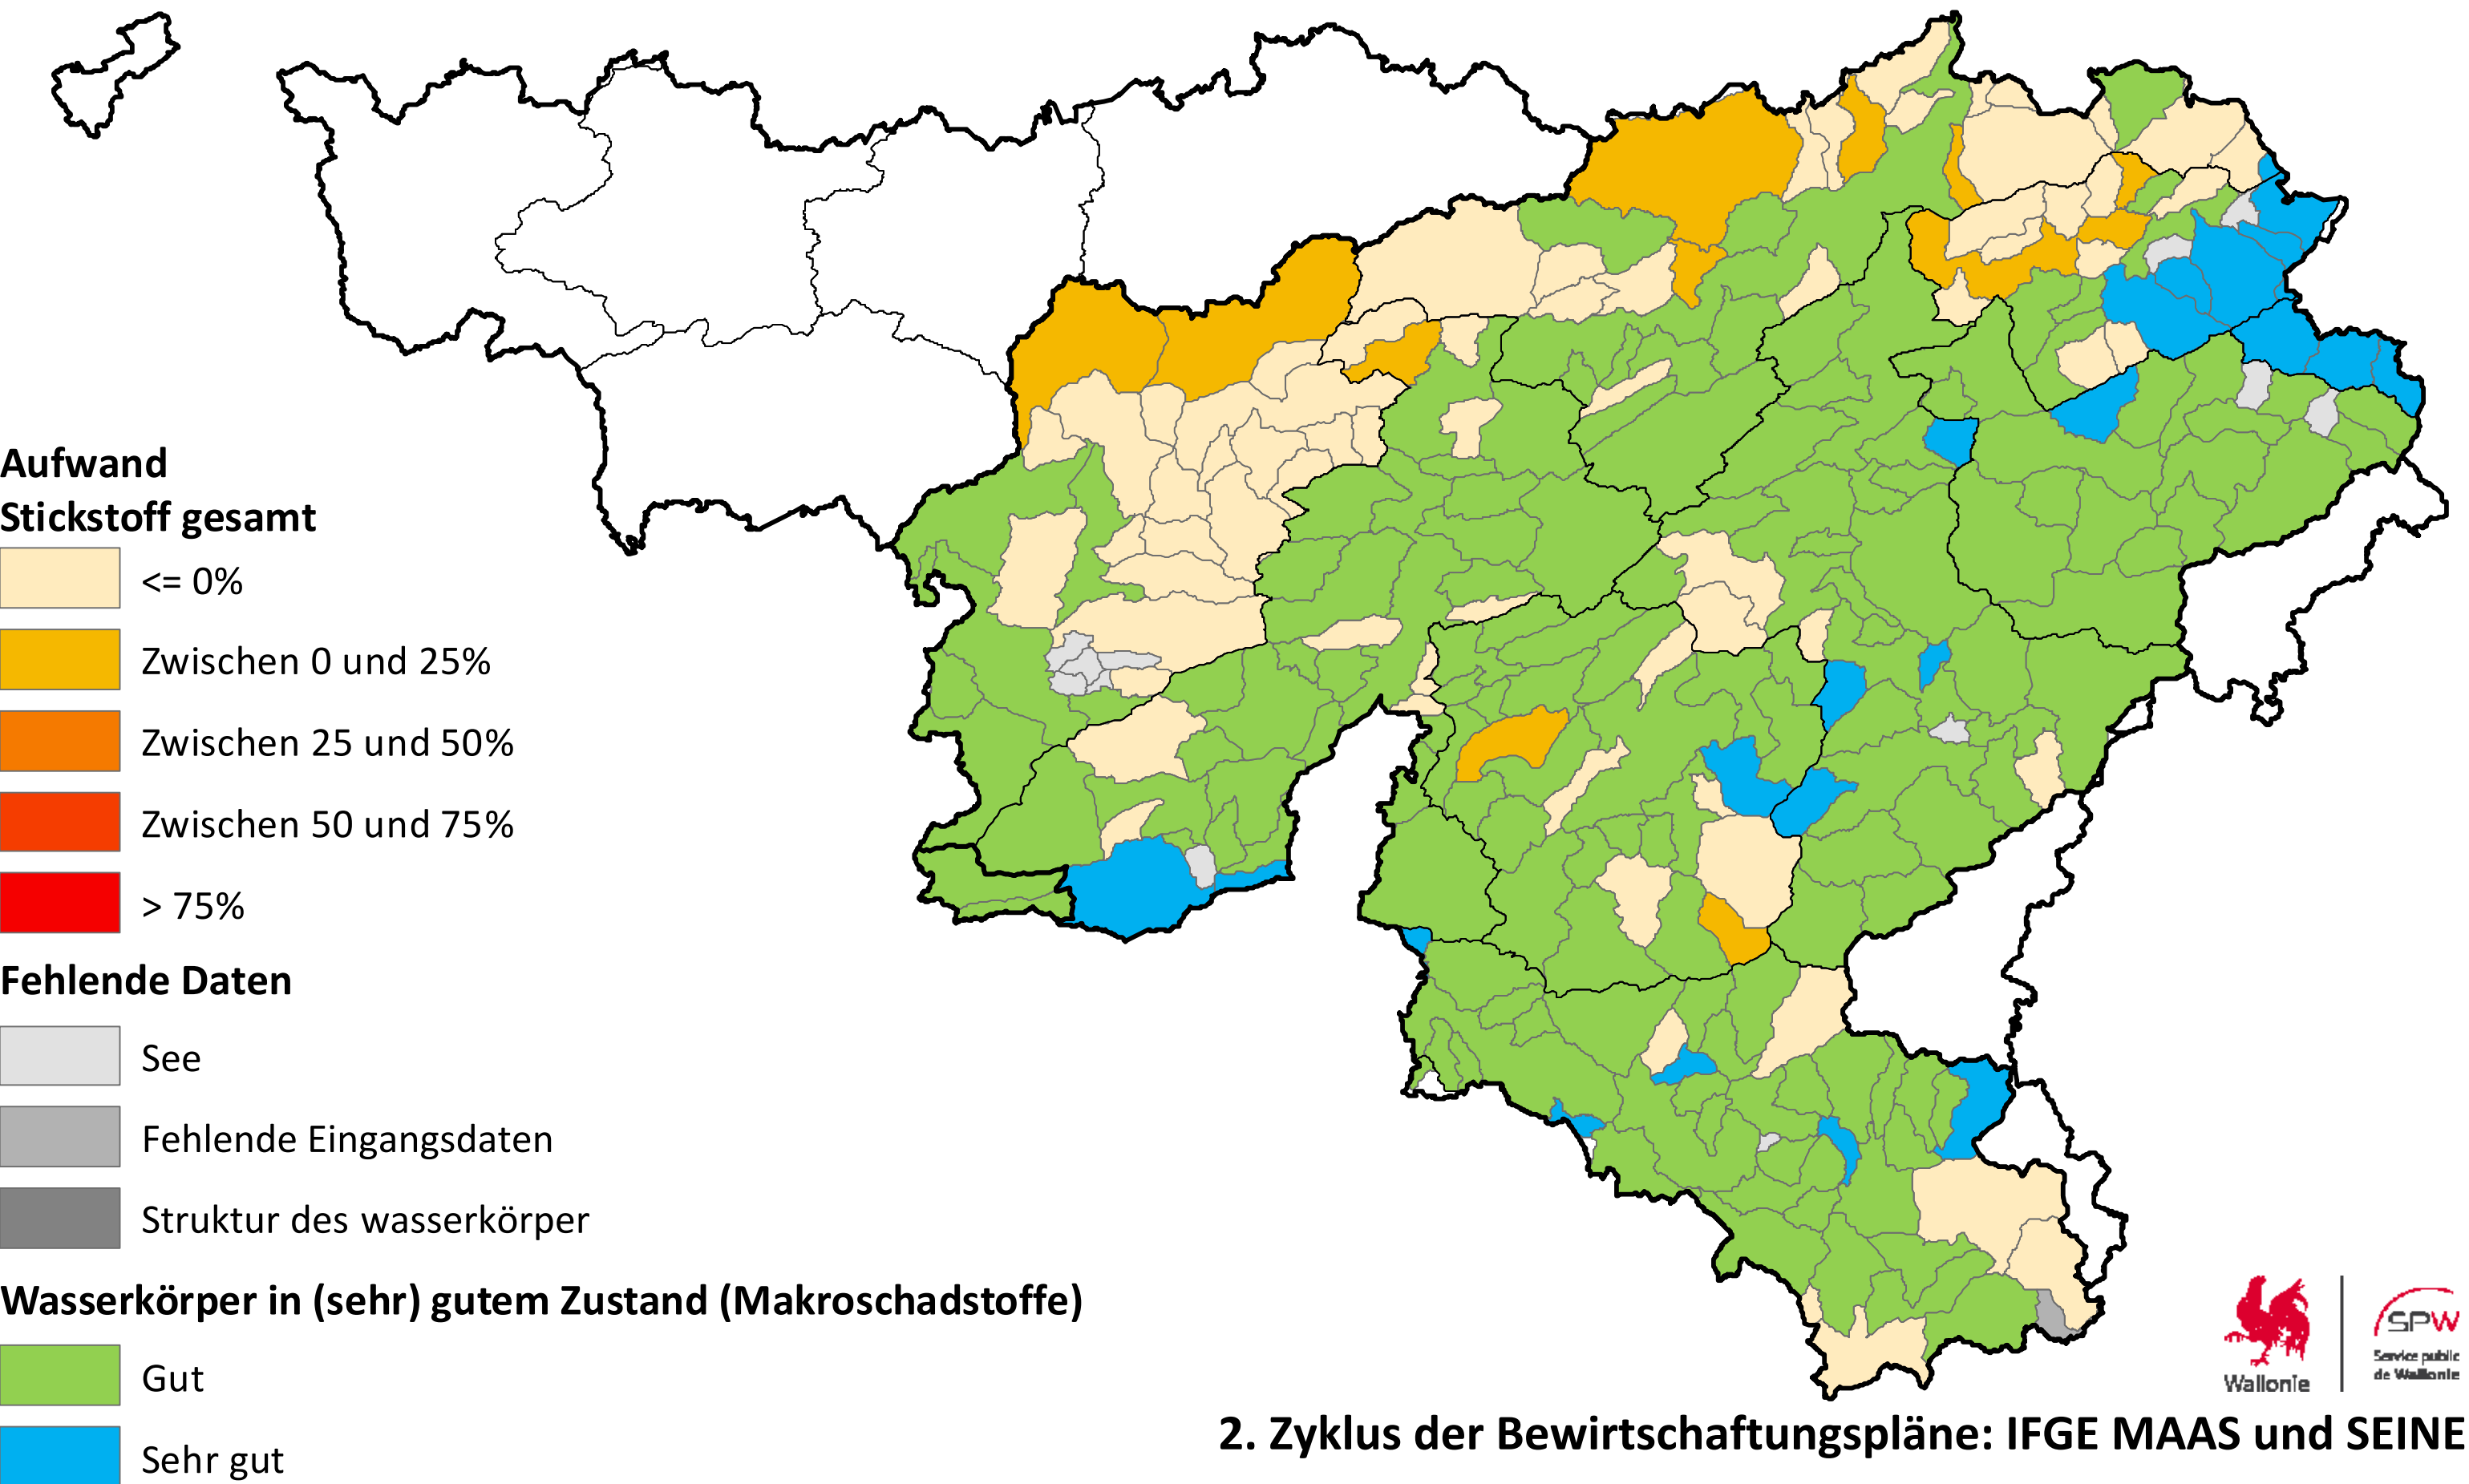 Aufwand
Stickstoff gesamt
<= 0%
Zwischen 0 und 25%
Zwischen 25 und 50%
Zwischen 50 und 75%
> 75%
Fehlende Daten
See
Fehlende Eingangsdaten
Struktur des wasserkörper
Wasserkörper in (sehr) gutem Zustand (Makroschadstoffe)
Gut
Sehr gut
Wallonie
SPW
Service public
de Wallonie
2. Zyklus der Bewirtschaftungspläne: IFGE MAAS und SEINE